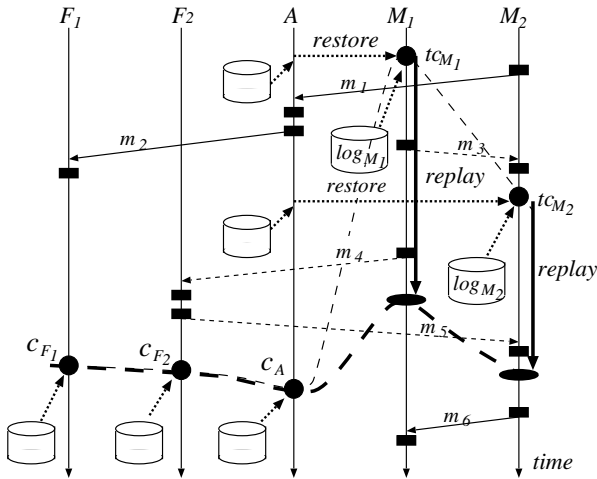 F1 F2 A M1 M2
restore tcM1
m1
m2
logM1 m3
replay
restore tcM2
m4
replay
logM2
m5
cF1 cF2 cA
m6
time